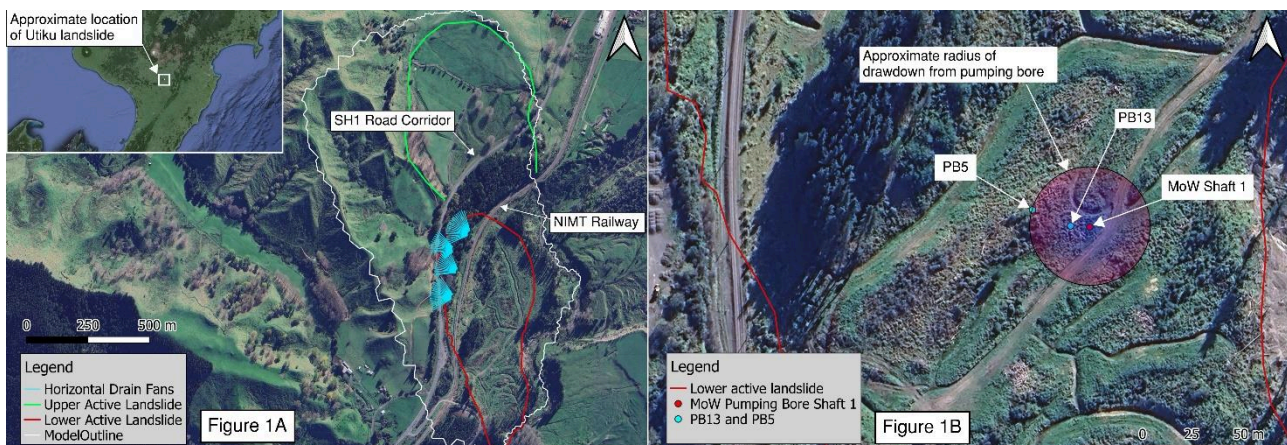 Approximate location
of Utiku landslide
SH1 Road Corridor
NIMT Railway
0 250 500 m
Legend
Horizontal Drain Fans
Upper Active Landslide
Lower Active Landslide
ModelOutline
Figure 1A
Approximate radius of
drawdown from pumping bore
PB13
PB5
MoW Shaft 1
Legend
Lower active landslide
MoW Pumping Bore Shaft 1
PB13 and PB5
Figure 1B
0 25 50 m